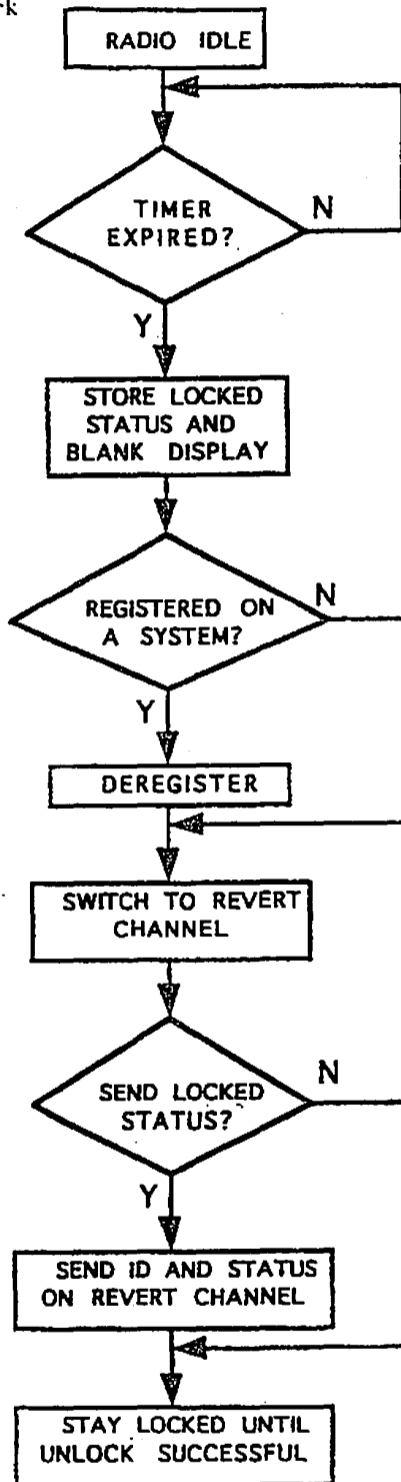 rk
RADIO IDLE
TIMER
EXPIRED?
N
Y
STORE LOCKED
STATUS AND
BLANK DISPLAY
REGISTERED ON
A SYSTEM?
N
Y
DEREGISTER
SWITCH TO REVERT
CHANNEL
SEND LOCKED
STATUS?
N
Y
SEND ID AND STATUS
ON REVERT CHANNEL
STAY LOCKED UNTIL
UNLOCK SUCCESSFUL